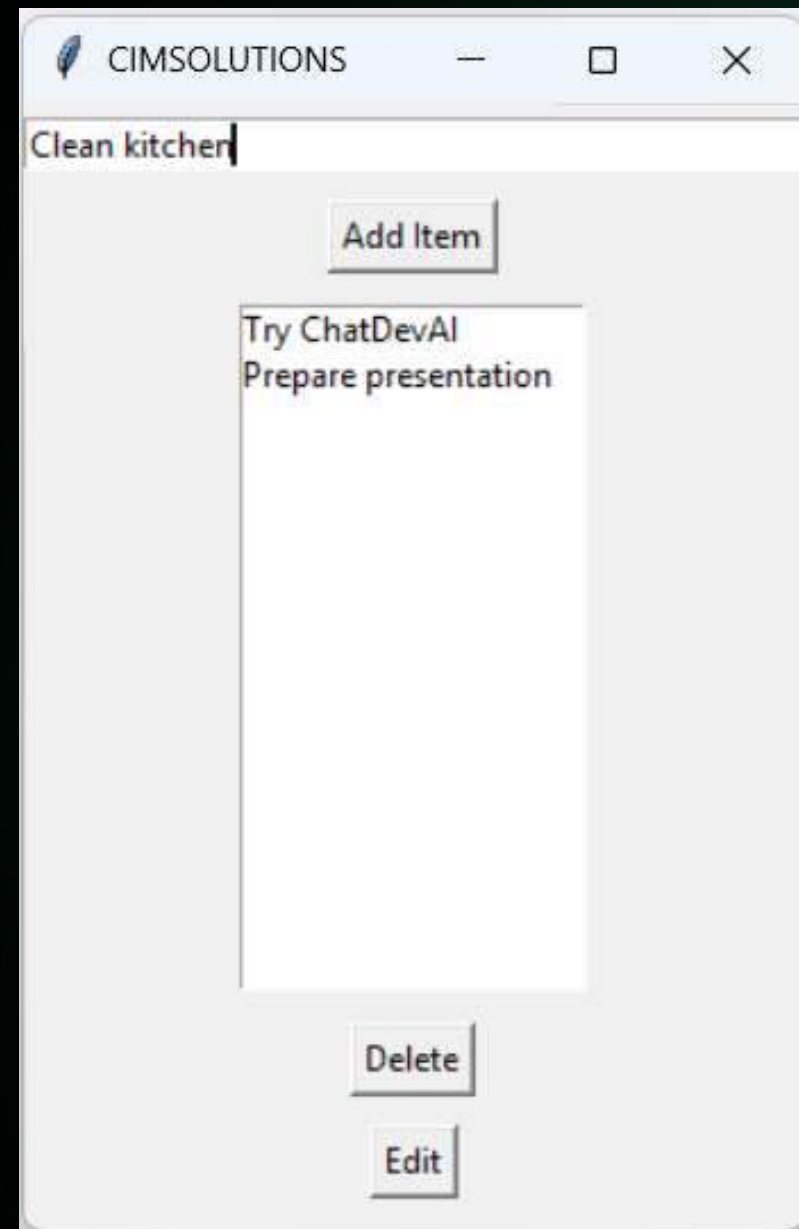 CIMSOLUTIONS
Clean kitchen
Add Item
Try ChatDevAI
Prepare presentation
Delete
Edit